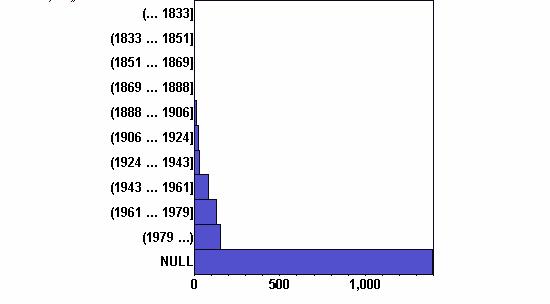 (... 1833]
(1833 ... 1851]
(1851 ... 1869]
(1869 ... 1888]
(1888 ... 1906]
(1906 ... 1924]
(1924 ... 1943]
(1943 ... 1961]
(1961 ... 1979]
(1979 ...)
NULL
0 500 1,000